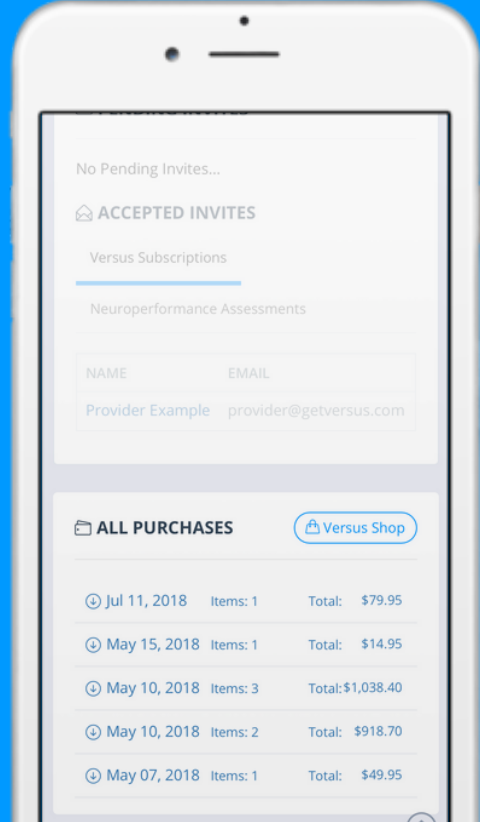 PENDING INVITES
No Pending Invites...
ACCEPTED INVITES
Versus Subscriptions
Neuroperformance Assessments
NAME EMAIL
Provider Example provider@getversus.com
ALL PURCHASES Versus Shop
Jul 11, 2018 Items: 1 Total: $79.95
May 15, 2018 Items: 1 Total: $14.95
May 10, 2018 Items: 3 Total: $1,038.40
May 10, 2018 Items: 2 Total: $918.70
May 07, 2018 Items: 1 Total: $49.95